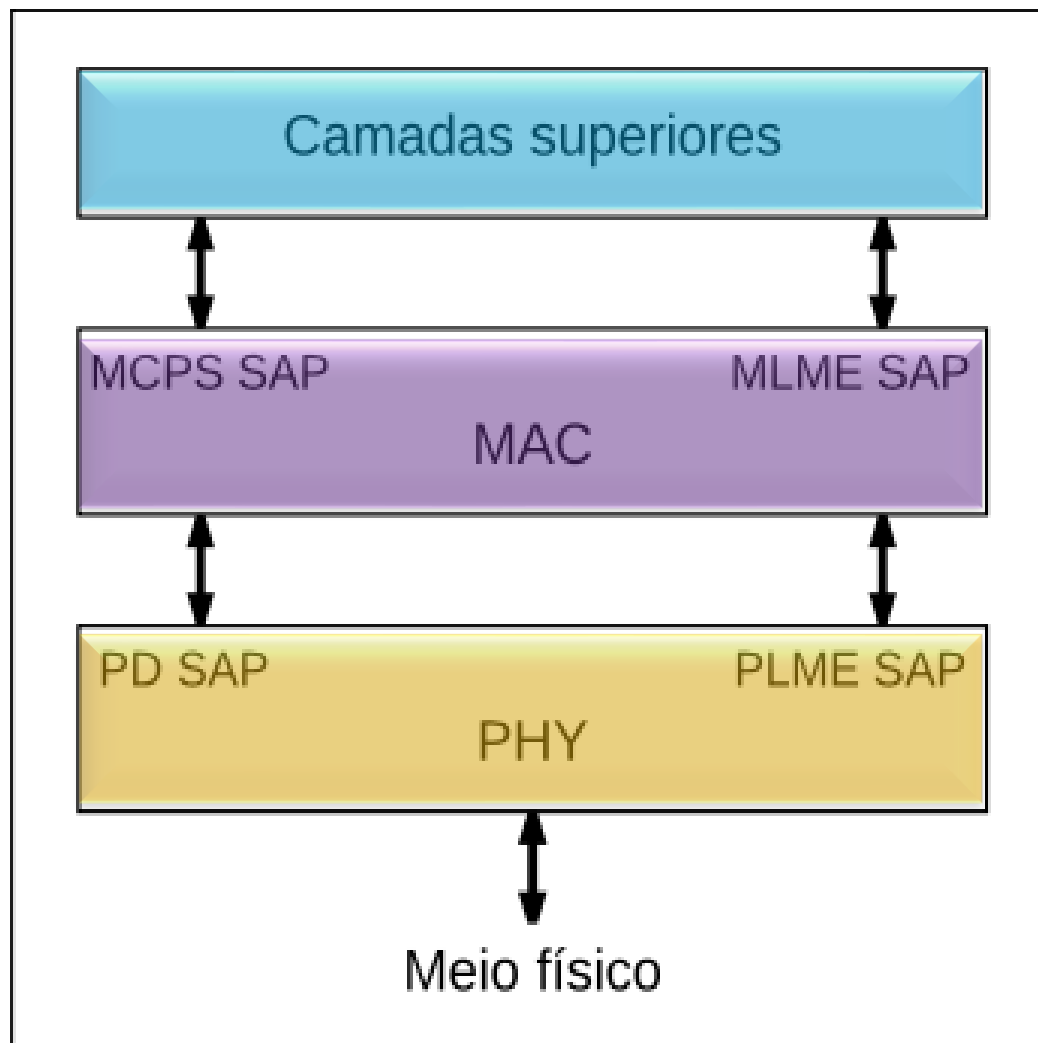 Camadas superiores
MCPS SAP MLME SAP
MAC
PD SAP PLME SAP
PHY
Meio físico